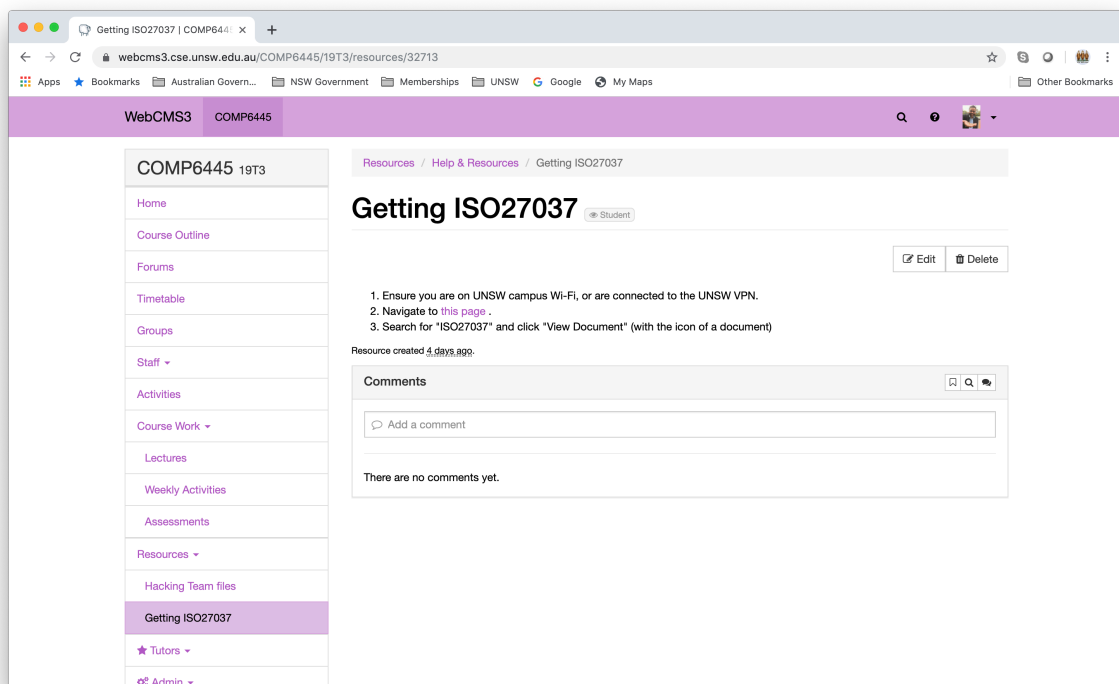 Getting ISO27037 | COMP644
webcms3.cse.unsw.edu.au/COMP6445/19T3/resources/32713
Apps Bookmarks Australian Govern... NSW Government Memberships UNSW Google My Maps Other Bookmarks
WebCMS3 COMP6445
COMP6445 19T3
Home
Course Outline
Forums
Timetable
Groups
Staff
Activities
Course Work
Lectures
Weekly Activities
Assessments
Resources
Hacking Team files
Getting ISO27037
Tutors
Admin
Resources / Help & Resources / Getting ISO27037
Getting ISO27037 Student
Edit Delete
1. Ensure you are on UNSW campus Wi-Fi, or are connected to the UNSW VPN.
2. Navigate to this page .
3. Search for "ISO27037" and click "View Document" (with the icon of a document)
Resource created 4 days ago.
Comments
Add a comment
There are no comments yet.